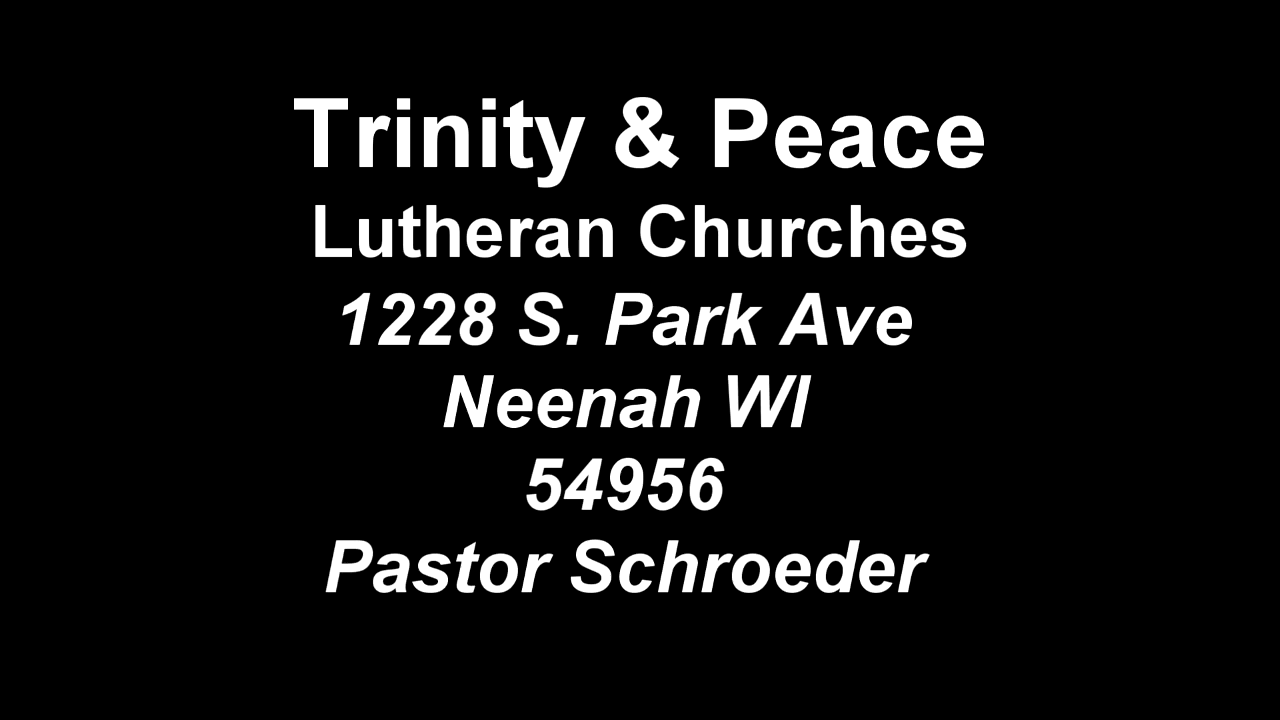 Trinity & Peace
Lutheran Churches
1228 S. Park Ave
Neenah WI
54956
Pastor Schroeder